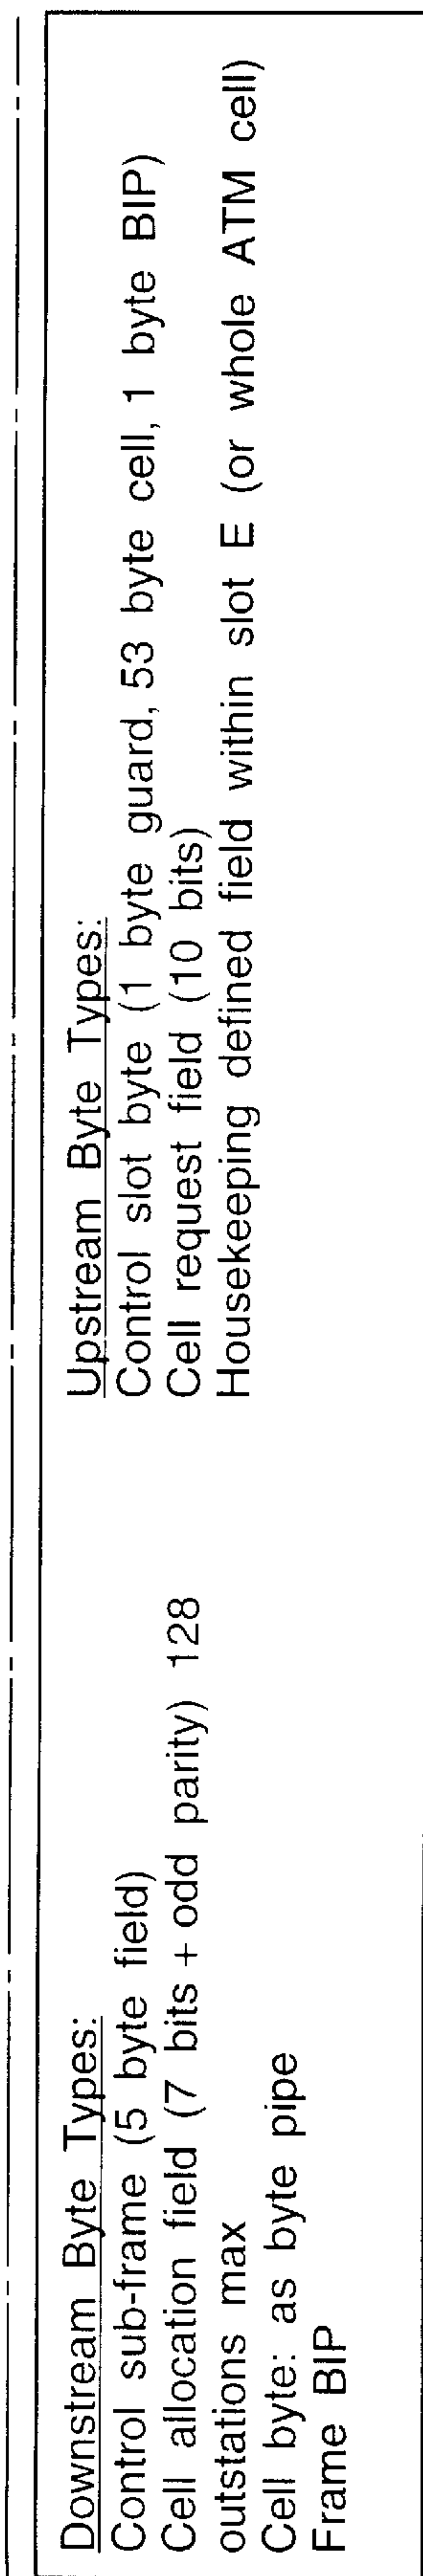 Downstream Byte Types:
Control sub-frame (5 byte field)
Cell allocation field (7 bits + odd parity) 128
outstations max
Cell byte: as byte pipe
Frame BIP
Upstream Byte Types:
Control slot byte (1 byte guard, 53 byte cell, 1 byte BIP)
Cell request field (10 bits)
Housekeeping defined field within slot E (or whole ATM cell)